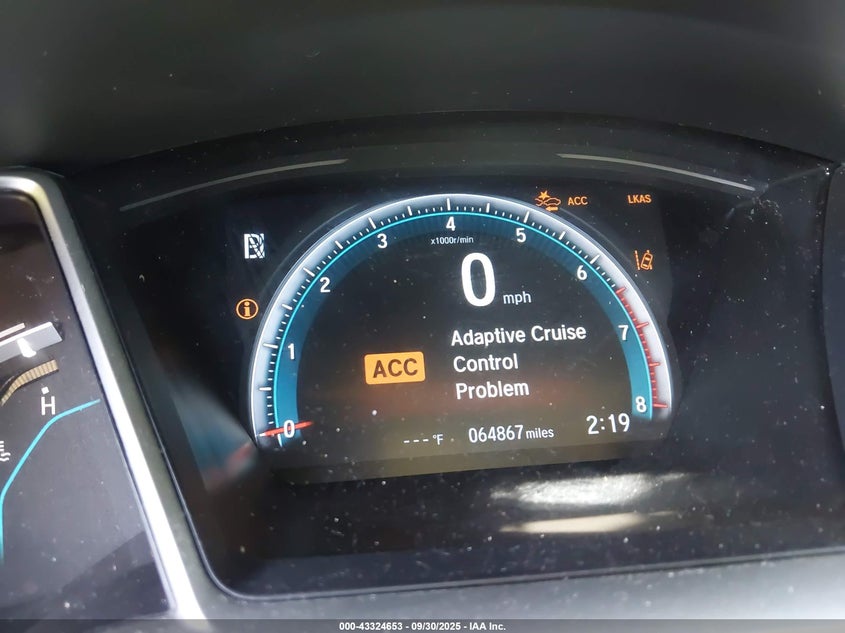 ACC LKAS
4
3 5
x1000r/min
2 6
0 mph
1 7
Adaptive Cruise
ACC Control
Problem
0 8
H
--- °F 064867 miles 2:19
000-43324653 - 09/30/2025 - IAA Inc.